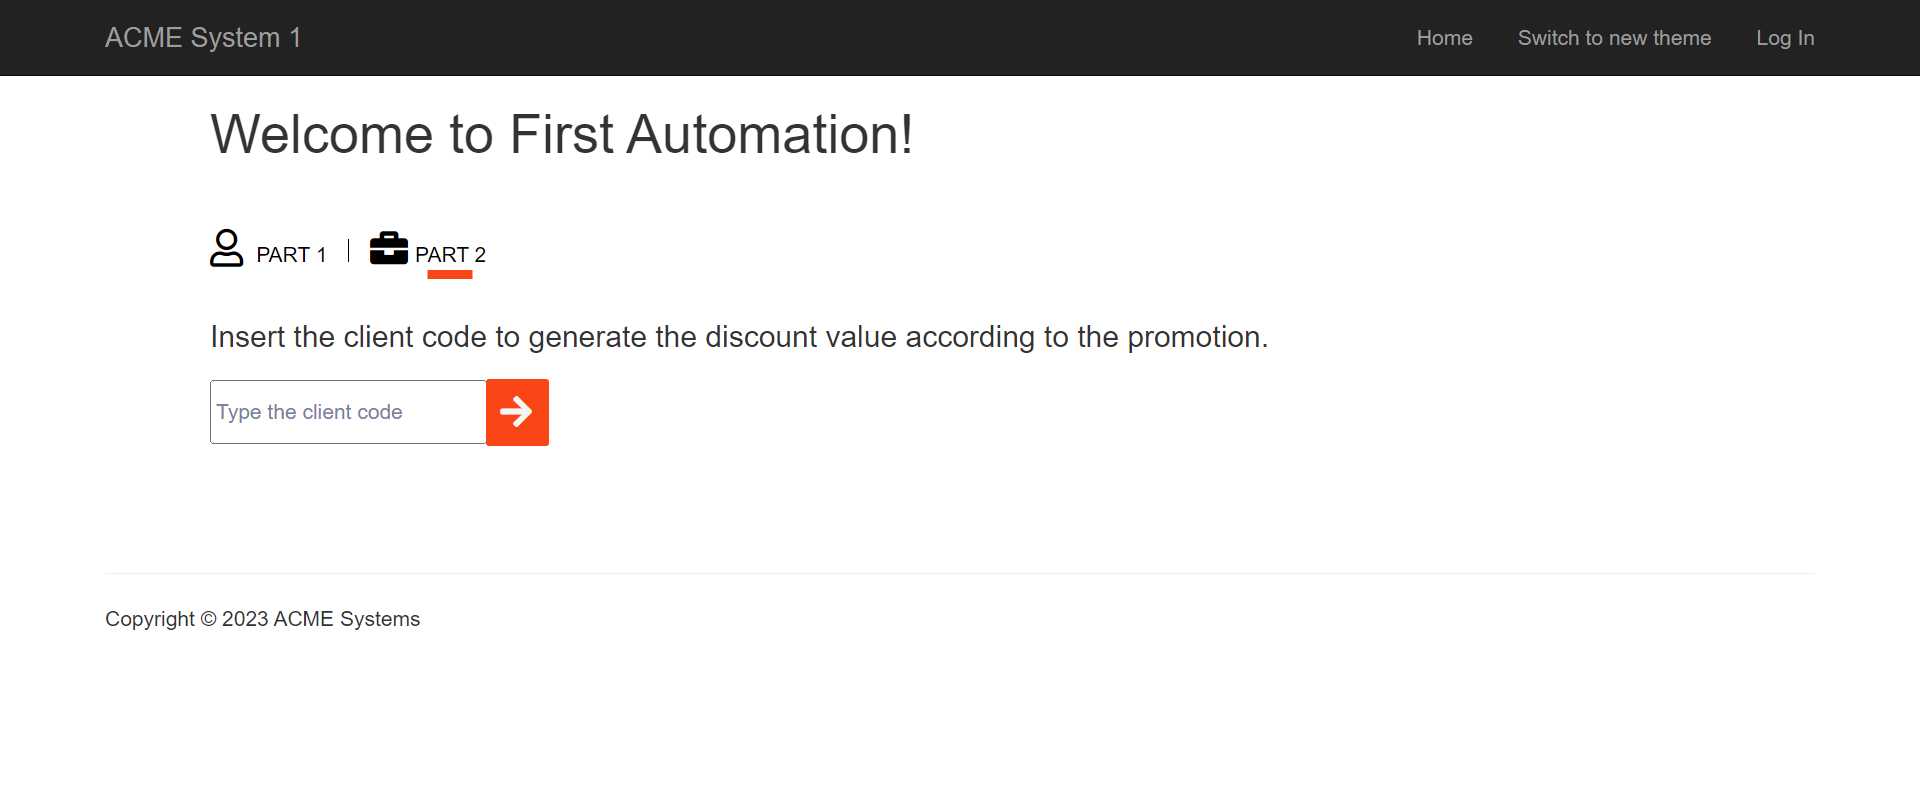 ACME System 1
Home
Switch to new theme
Log In
Welcome to First Automation!
PART 1
PART 2
Insert the client code to generate the discount value according to the promotion.
Type the client code
Copyright © 2023 ACME Systems